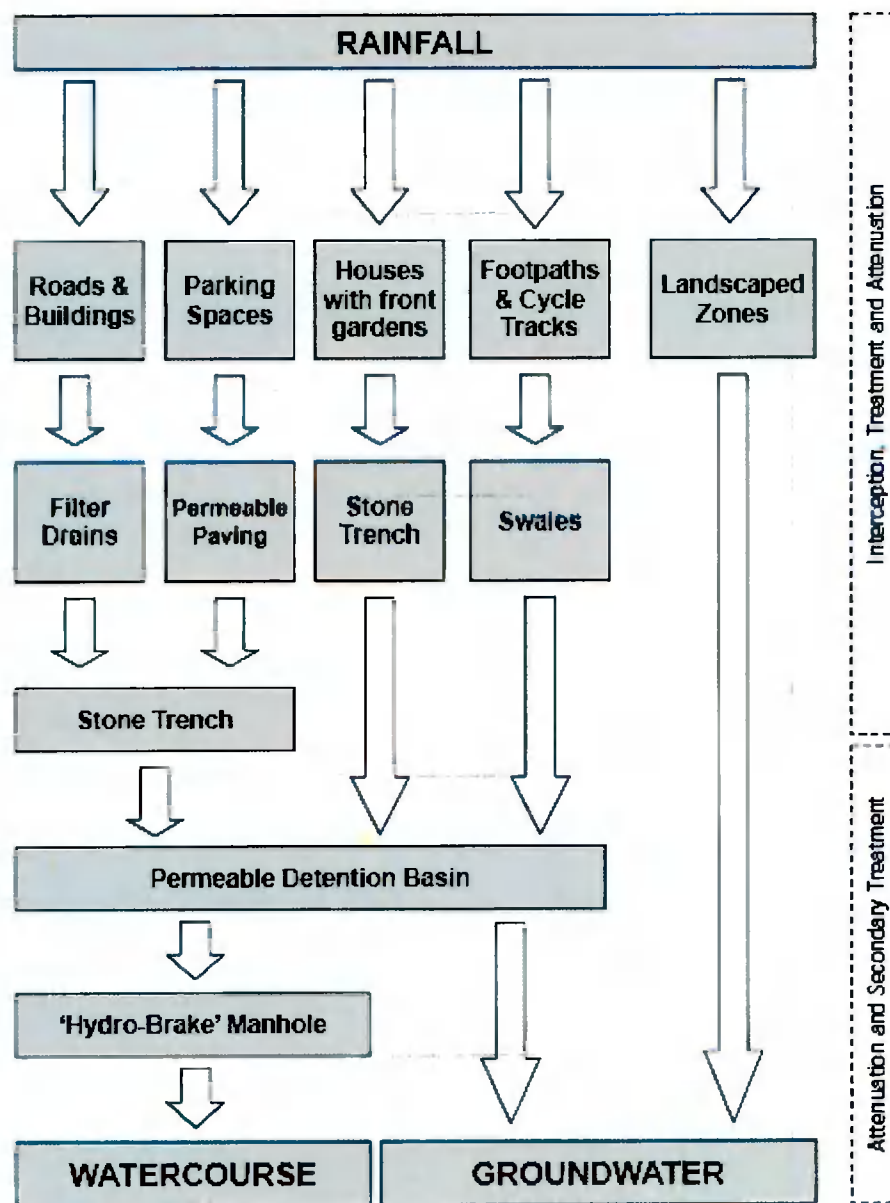 RAINFALL
Roads &
Buildings
Parking
Spaces
Houses
with front
gardens
Footpaths
& Cycle
Tracks
Landscaped
Zones
Filter
Drains
Permeable
Paving
Stone
Trench
Swales
Stone Trench
Permeable Detention Basin
‘Hydro-Brake’ Manhole
WATERCOURSE
GROUNDWATER
Interception, Treatment and Attenuation
Attenuation and Secondary Treatment